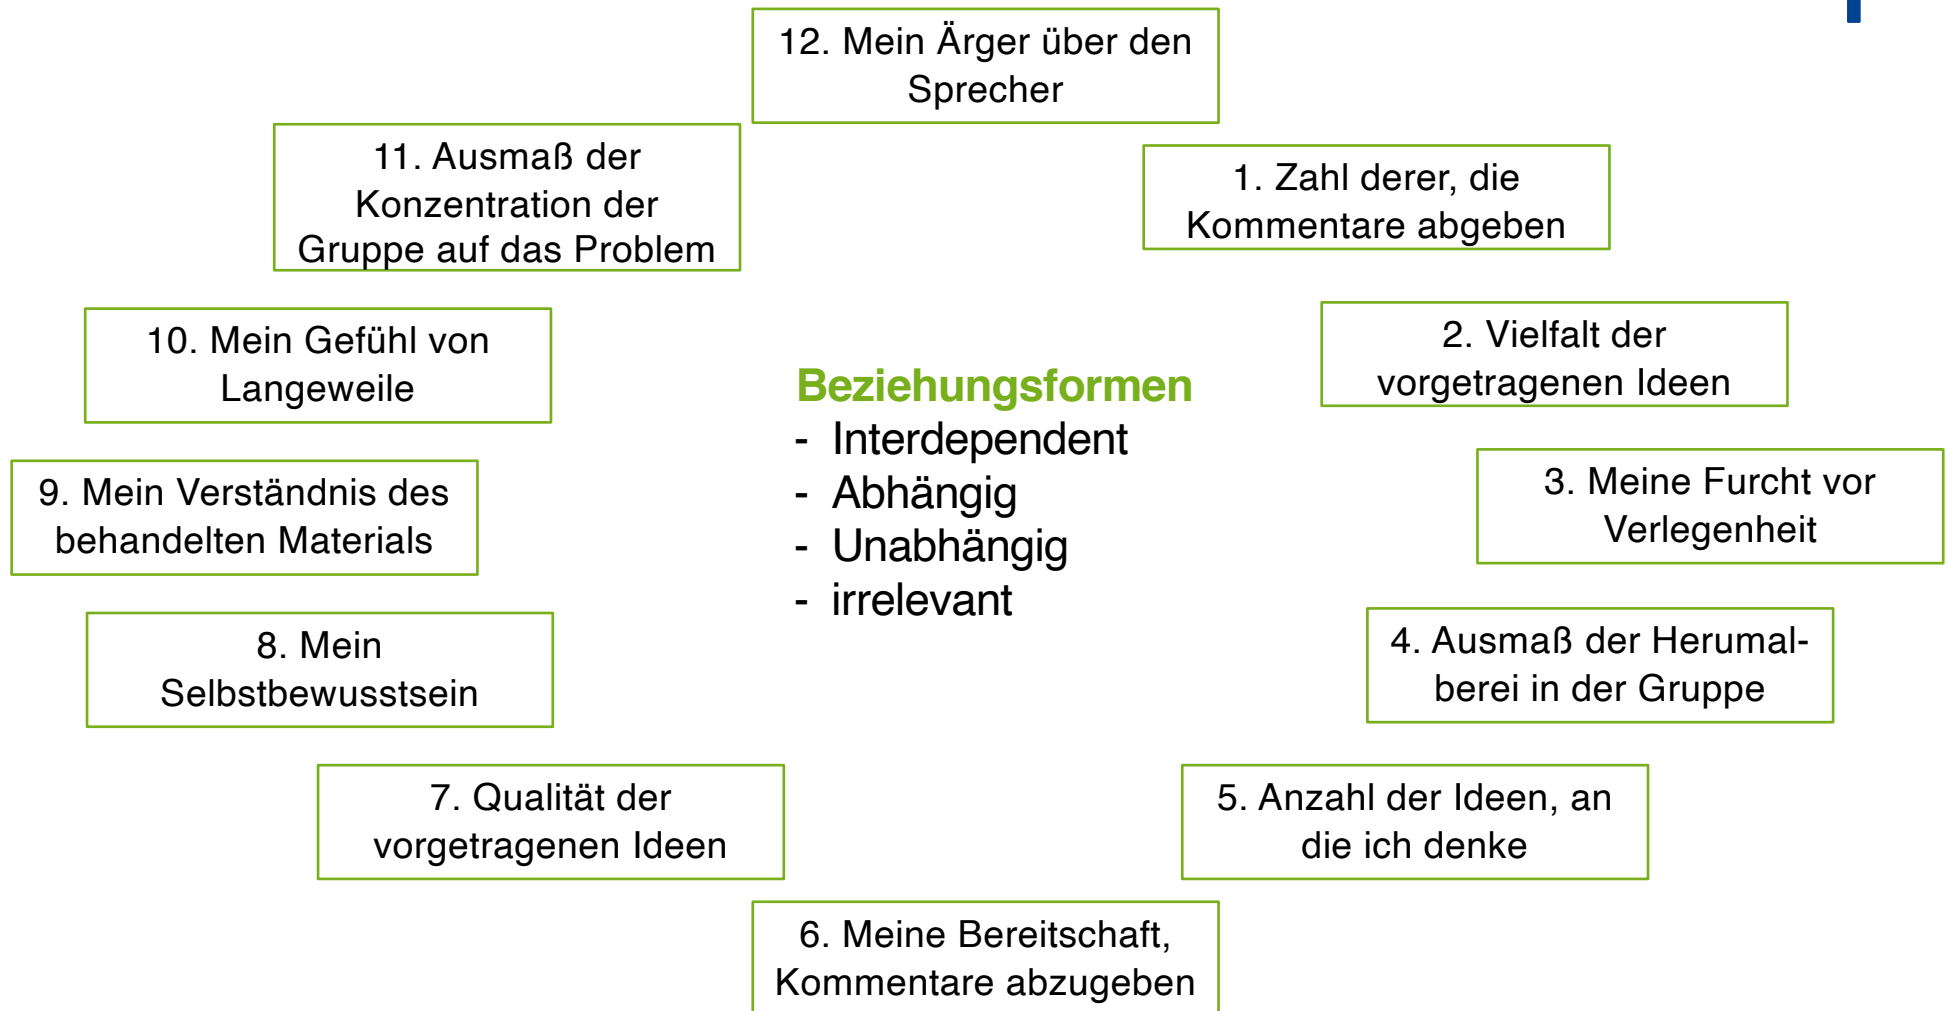 12. Mein Ärger über den
Sprecher
1. Zahl derer, die
Kommentare abgeben
2. Vielfalt der
vorgetragenen Ideen
3. Meine Furcht vor
Verlegenheit
4. Ausmaß der Herumal-
berei in der Gruppe
5. Anzahl der Ideen, an
die ich denke
6. Meine Bereitschaft,
Kommentare abzugeben
7. Qualität der
vorgetragenen Ideen
8. Mein
Selbstbewusstsein
9. Mein Verständnis des
behandelten Materials
10. Mein Gefühl von
Langeweile
11. Ausmaß der
Konzentration der
Gruppe auf das Problem
Beziehungsformen
- Interdependent
- Abhängig
- Unabhängig
- irrelevant